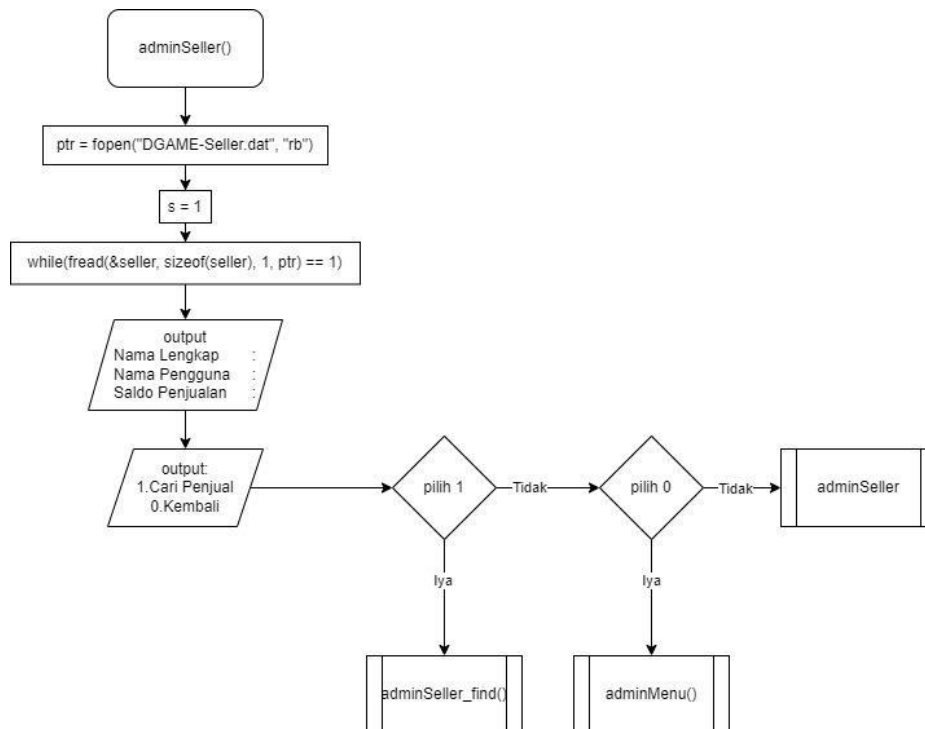 adminSeller()
ptr = fopen("DGAME-Seller.dat", "rb")
s = 1
while(fread(&seller, sizeof(seller), 1, ptr) == 1)
output
Nama Lengkap :
Nama Pengguna :
Saldo Penjualan :
output:
1.Cari Penjual
0.Kembali
pilih 1
Tidak
pilih 0
Tidak
adminSeller
Iya
Iya
adminSeller_find()
adminMenu()